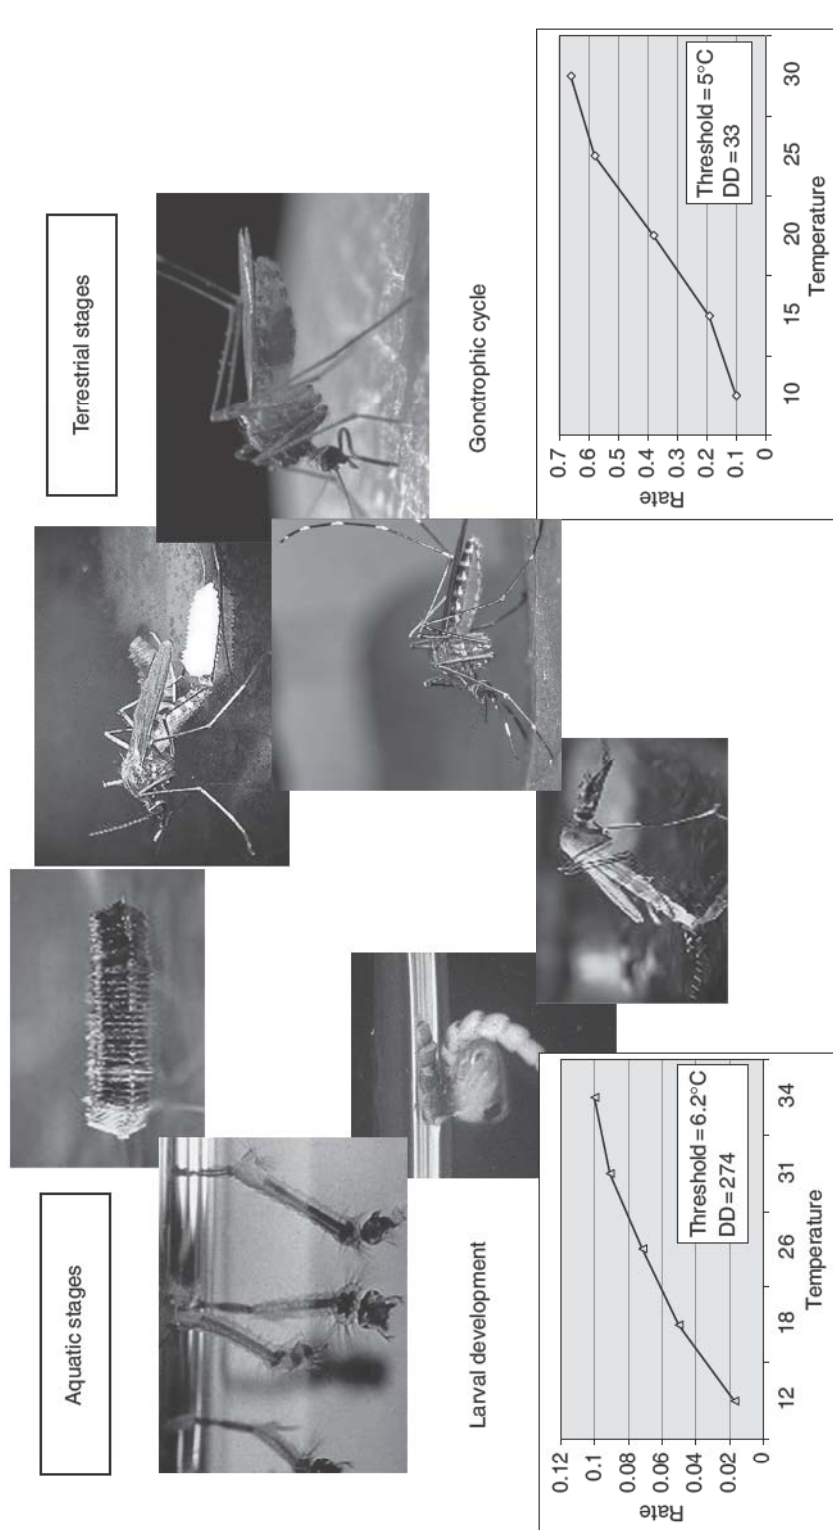 Aquatic stages
Terrestrial stages
Larval development
Gonotrophic cycle
0.12
0.1
0.08
0.06
0.04
0.02
0
Rate
12
18
26
31
34
Temperature
Threshold = 6.2°C
DD = 274
0.7
0.6
0.5
0.4
0.3
0.2
0.1
0
Rate
10
15
20
25
30
Temperature
Threshold = 5°C
DD = 33